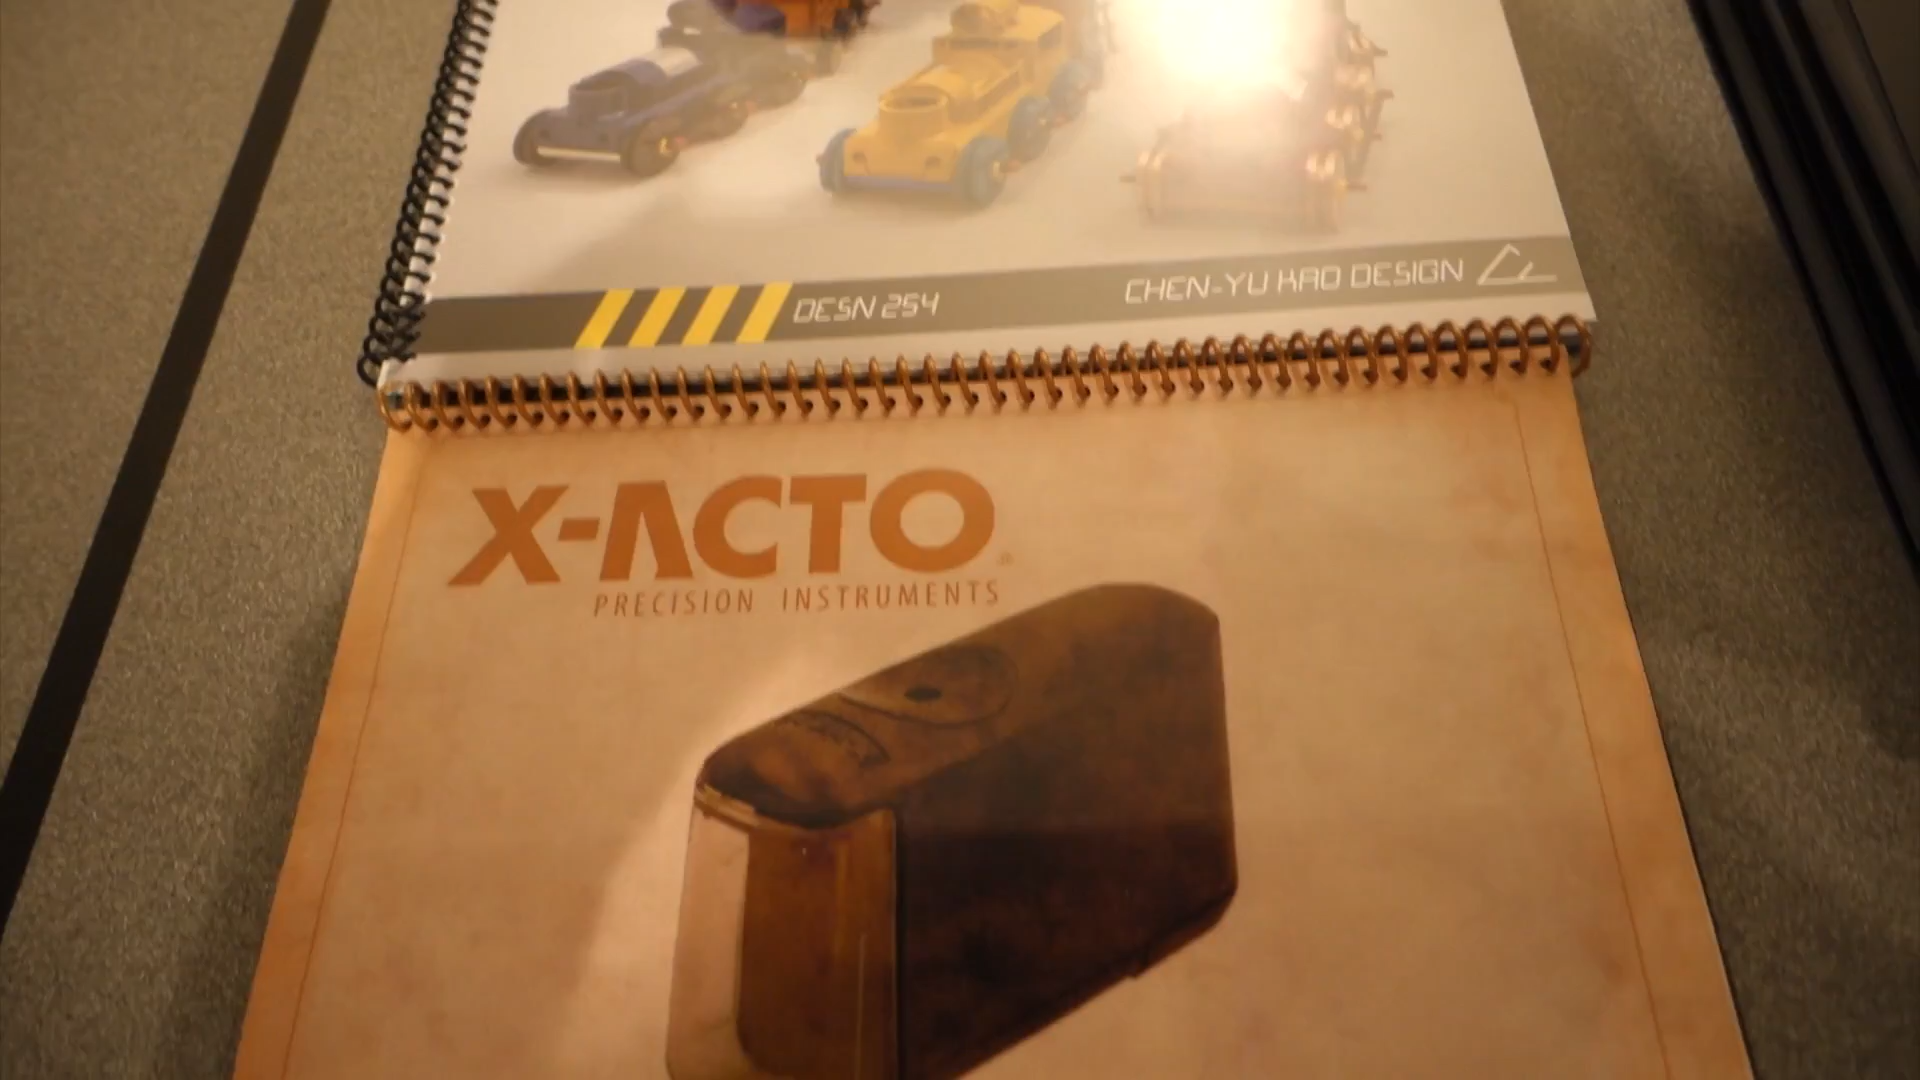 DESN 254
CHEN-YU KAO DESIGN
X-ACTO
PRECISION INSTRUMENTS